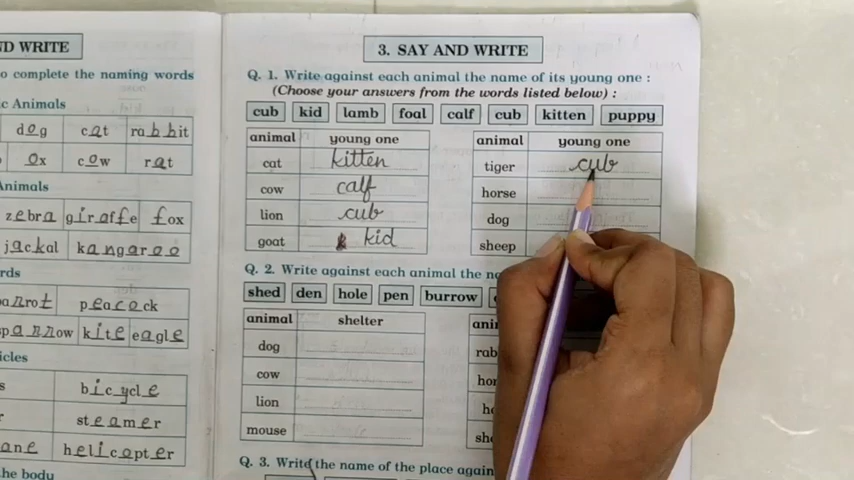 ND WRITE
o complete the naming words
c Animals
dog cat rabbit
ox cow rat
Animals
zebra giraffe fox
jackal kangaroo
rds
parrot peacock
sparrow kite eagle
icles
s bicycle
r steamer
ane helicopter
the body
3. SAY AND WRITE
Q. 1. Write against each animal the name of its young one :
(Choose your answers from the words listed below) :
cub kid lamb foal calf cub kitten puppy
animal young one animal young one
cat kitten tiger cub
cow calf horse
lion cub dog
goat kid sheep
Q. 2. Write against each animal the
shed den hole pen burrow
animal shelter ani
dog rab
cow hor
lion he
mouse she
Q. 3. Write the name of the place again